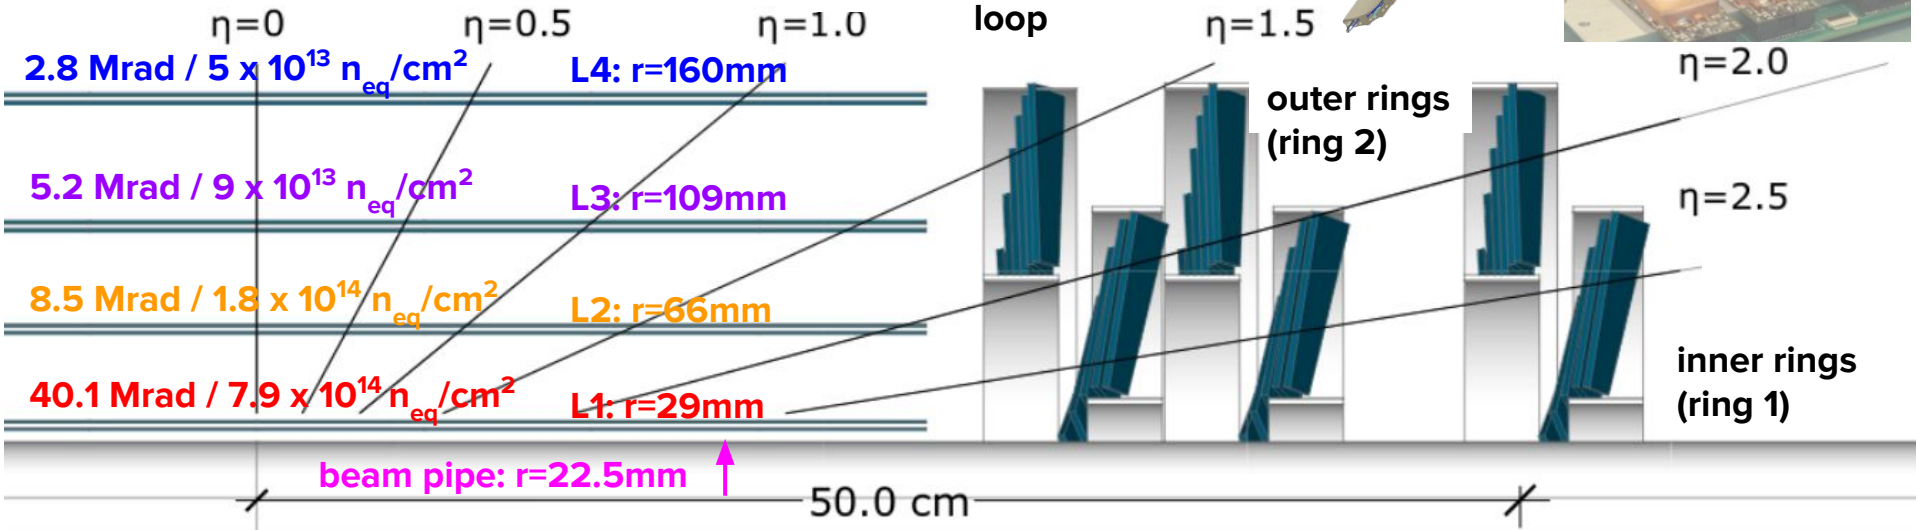 loop
η=0 η=0.5 η=1.0 η=1.5
2.8 Mrad / 5 x 10¹³ n_eq/cm² L4: r=160mm η=2.0
outer rings
(ring 2)
5.2 Mrad / 9 x 10¹³ n_eq/cm² L3: r=109mm η=2.5
8.5 Mrad / 1.8 x 10¹⁴ n_eq/cm² L2: r=66mm
inner rings
(ring 1)
40.1 Mrad / 7.9 x 10¹⁴ n_eq/cm² L1: r=29mm
beam pipe: r=22.5mm
50.0 cm